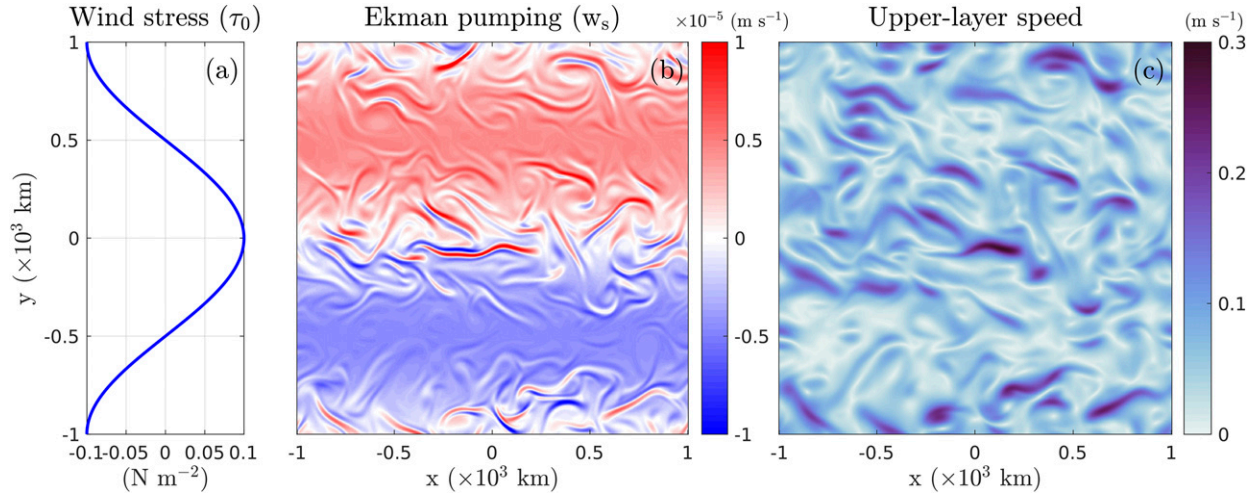 Wind stress (τ₀)
(a)
1
0.5
0
-0.5
-1
y (×10³ km)
-0.1 -0.05 0 0.05 0.1
(N m⁻²)
Ekman pumping (wₛ)
(b)
-1 -0.5 0 0.5 1
x (×10³ km)
×10⁻⁵ (m s⁻¹)
1
0.5
0
-0.5
-1
Upper-layer speed
(c)
-1 -0.5 0 0.5 1
x (×10³ km)
(m s⁻¹)
0.3
0.2
0.1
0